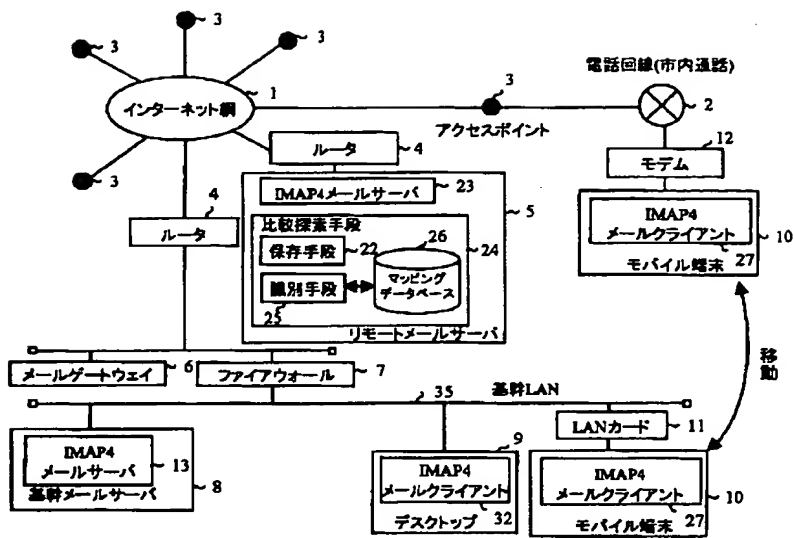 3
3
3
3
1
インターネット網
3
アクセスポイント
電話回線(市内通話)
2
12
モデム
ルータ
4
IMAP4メールサーバ
23
5
4
ルータ
比較探索手段
26
24
保存手段
22
マッピング
データベース
識別手段
25
リモートメールサーバ
IMAP4
メールクライアント
10
モバイル端末
27
移動
メールゲートウェイ
6
ファイアウォール
7
35
基幹LAN
LANカード
11
IMAP4
メールサーバ
13
基幹メールサーバ
8
9
IMAP4
メールクライアント
デスクトップ
32
IMAP4
メールクライアント
10
モバイル端末
27